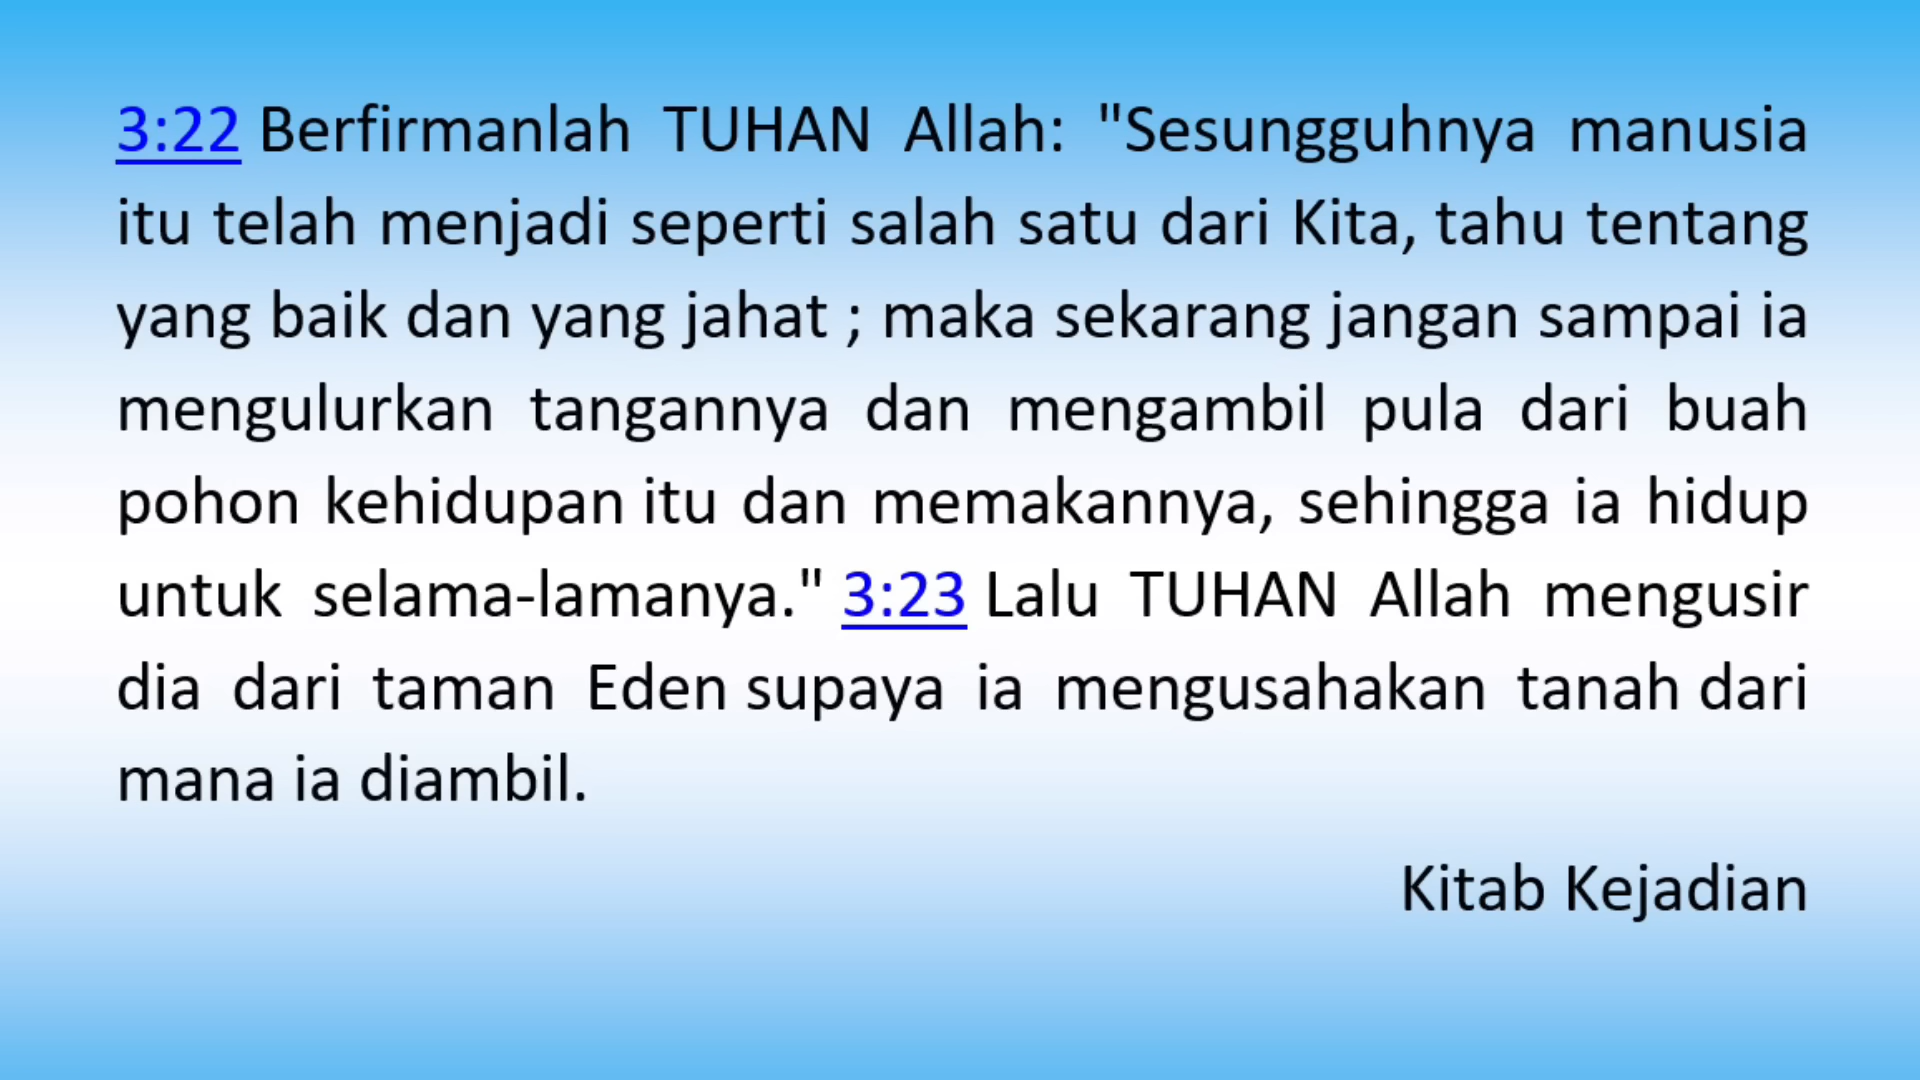 3:22 Berfirmanlah TUHAN Allah: "Sesungguhnya manusia
itu telah menjadi seperti salah satu dari Kita, tahu tentang
yang baik dan yang jahat ; maka sekarang jangan sampai ia
mengulurkan tangannya dan mengambil pula dari buah
pohon kehidupan itu dan memakannya, sehingga ia hidup
untuk selama-lamanya." 3:23 Lalu TUHAN Allah mengusir
dia dari taman Eden supaya ia mengusahakan tanah dari
mana ia diambil.
Kitab Kejadian